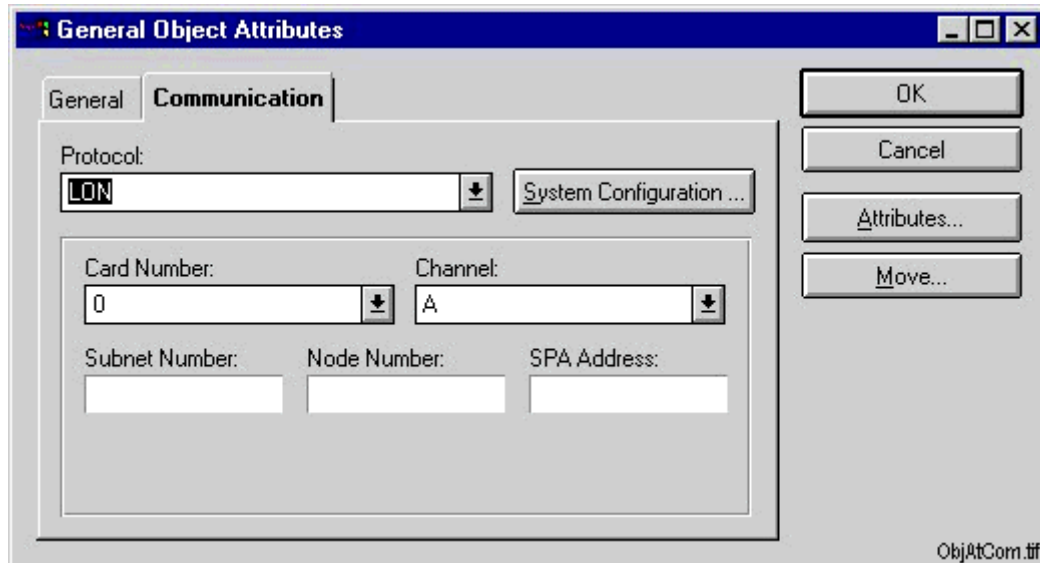 General Object Attributes
General Communication
OK
Cancel
Attributes...
Move...
Protocol:
LON
System Configuration ...
Card Number: Channel:
0 A
Subnet Number: Node Number: SPA Address:
ObjAtCom.tif